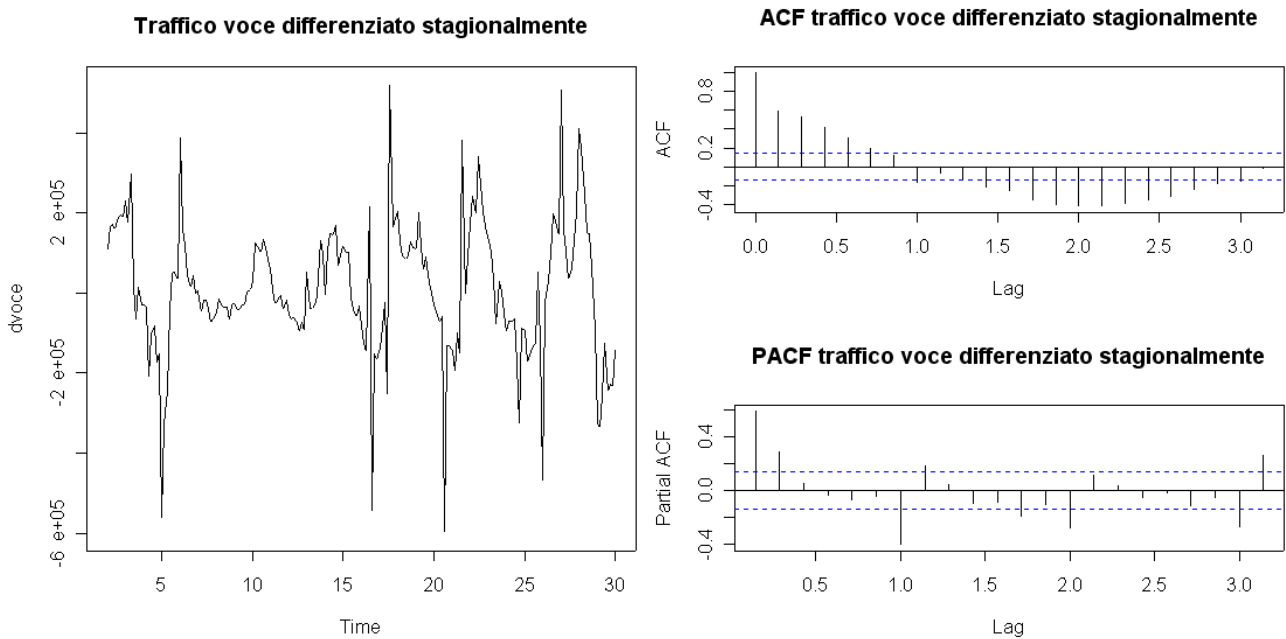 Traffico voce differenziato stagionalmente
dvoce
2 e+05
-2 e+05
-6 e+05
5 10 15 20 25 30
Time
ACF traffico voce differenziato stagionalmente
ACF
0.8
0.2
-0.4
0.0 0.5 1.0 1.5 2.0 2.5 3.0
Lag
PACF traffico voce differenziato stagionalmente
Partial ACF
0.4
0.0
-0.4
0.5 1.0 1.5 2.0 2.5 3.0
Lag